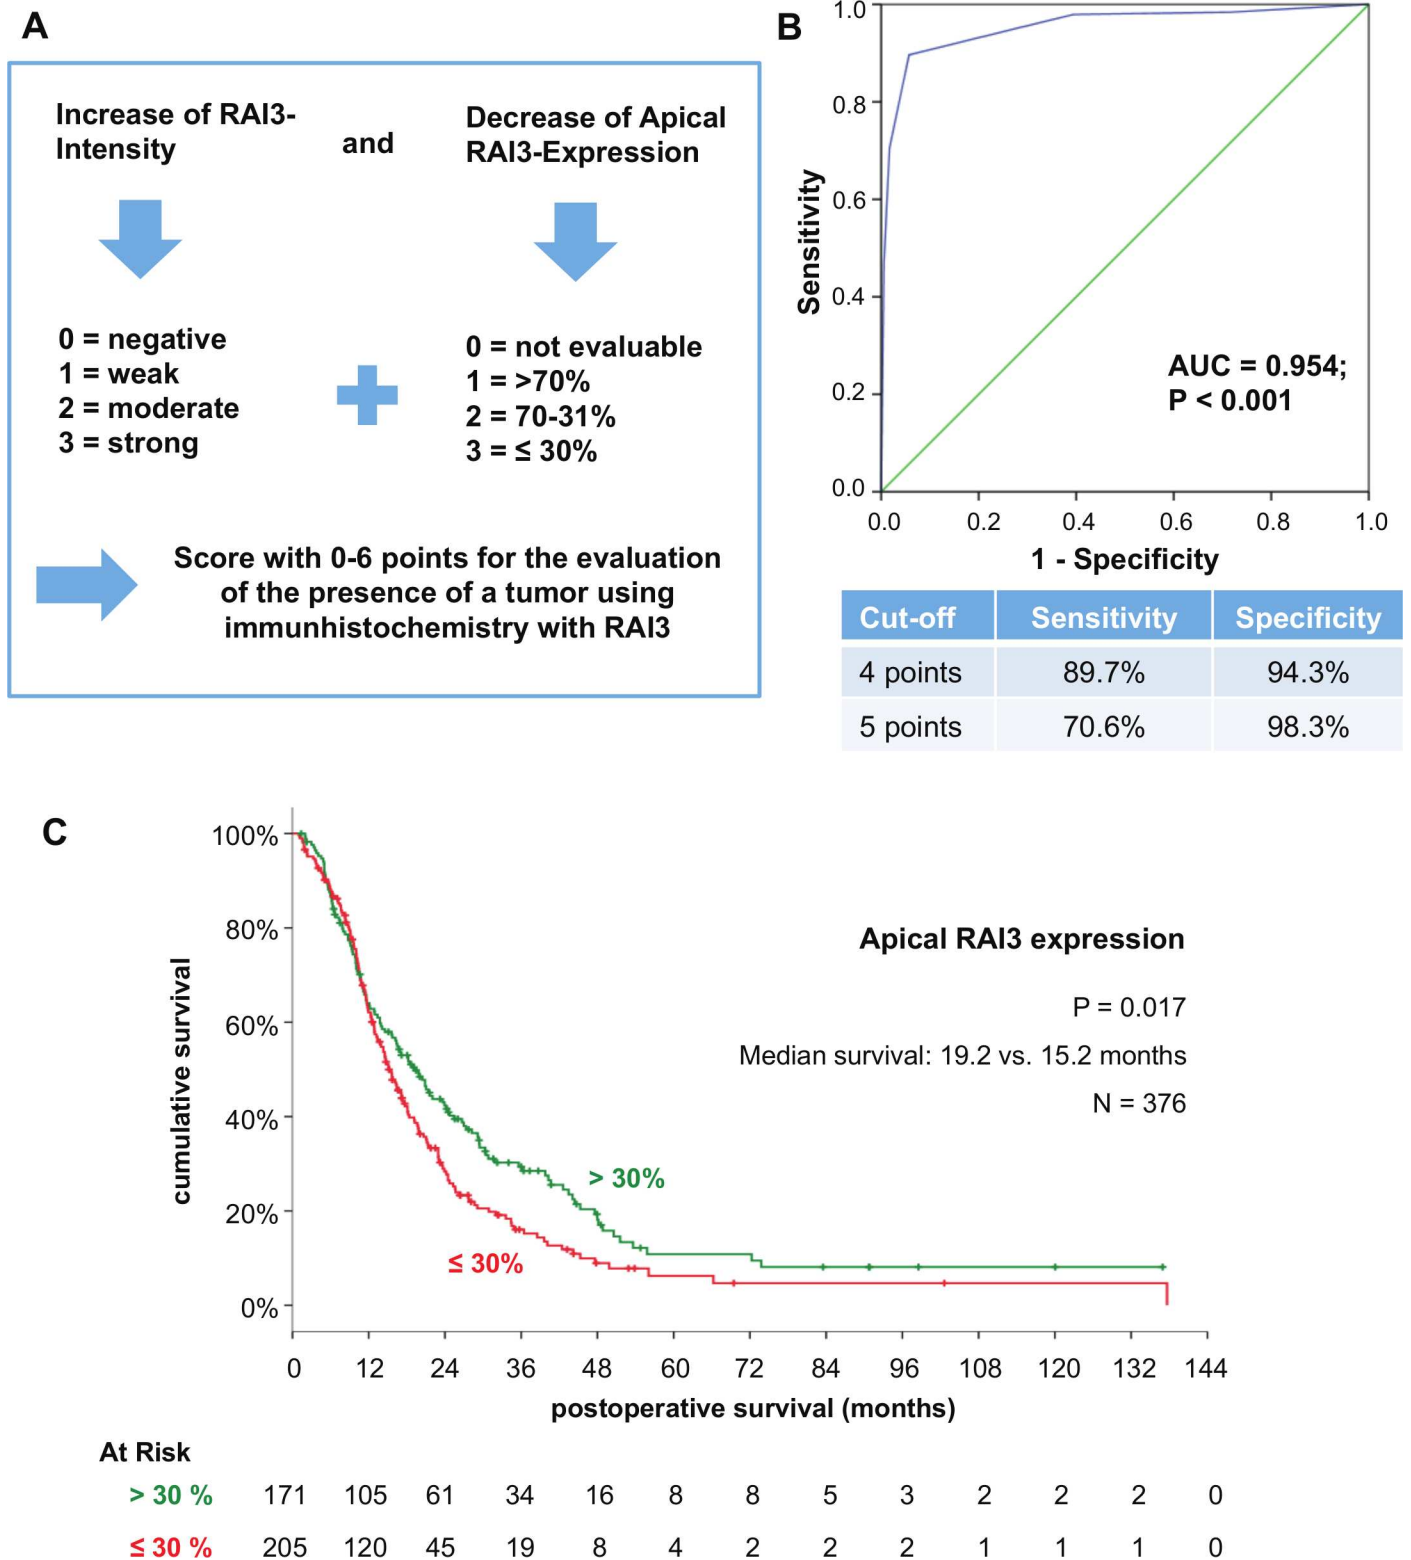 A
Increase of RAI3-
Intensity
and
Decrease of Apical
RAI3-Expression
0 = negative
1 = weak
2 = moderate
3 = strong
0 = not evaluable
1 = >70%
2 = 70-31%
3 = ≤ 30%
Score with 0-6 points for the evaluation
of the presence of a tumor using
immunhistochemistry with RAI3
B
1.0
0.8
0.6
0.4
0.2
0.0
Sensitivity
AUC = 0.954;
P < 0.001
0.0 0.2 0.4 0.6 0.8 1.0
1 - Specificity
Cut-off Sensitivity Specificity
4 points 89.7% 94.3%
5 points 70.6% 98.3%
C
100%
80%
60%
40%
20%
0%
cumulative survival
Apical RAI3 expression
P = 0.017
Median survival: 19.2 vs. 15.2 months
N = 376
> 30%
≤ 30%
0 12 24 36 48 60 72 84 96 108 120 132 144
postoperative survival (months)
At Risk
> 30 % 171 105 61 34 16 8 8 5 3 2 2 2 0
≤ 30 % 205 120 45 19 8 4 2 2 2 1 1 1 0